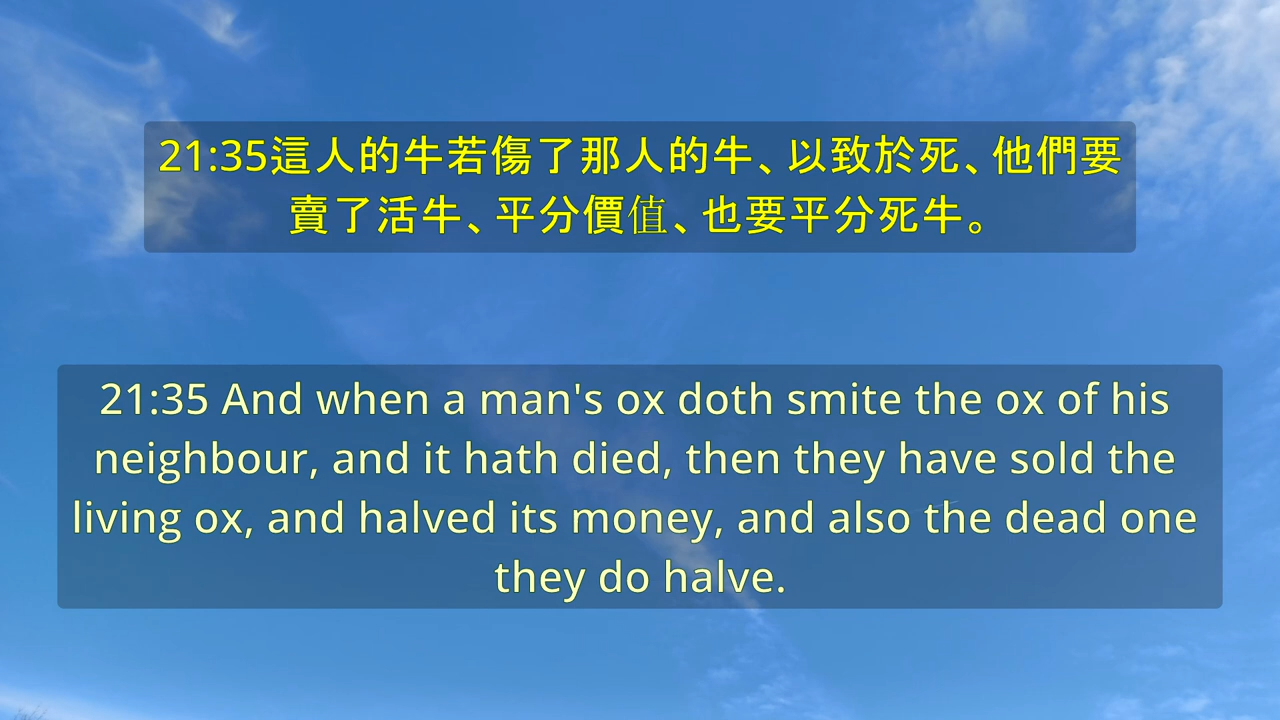 21:35這人的牛若傷了那人的牛、以致於死、他們要
賣了活牛、平分價值、也要平分死牛。
21:35 And when a man's ox doth smite the ox of his
neighbour, and it hath died, then they have sold the
living ox, and halved its money, and also the dead one
they do halve.